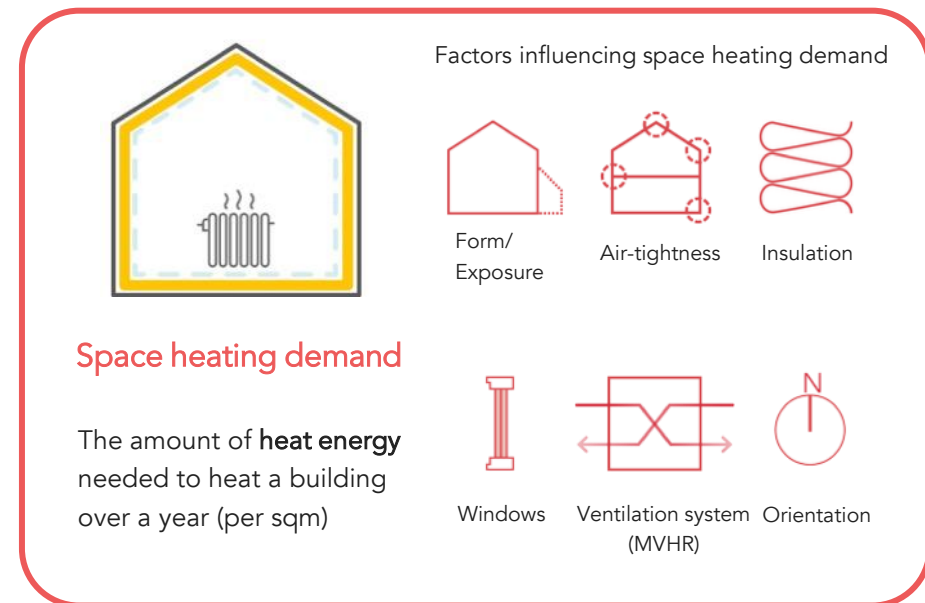 Factors influencing space heating demand
Form/
Exposure
Air-tightness
Insulation
Space heating demand
The amount of heat energy
needed to heat a building
over a year (per sqm)
N
Windows
Ventilation system
(MVHR)
Orientation